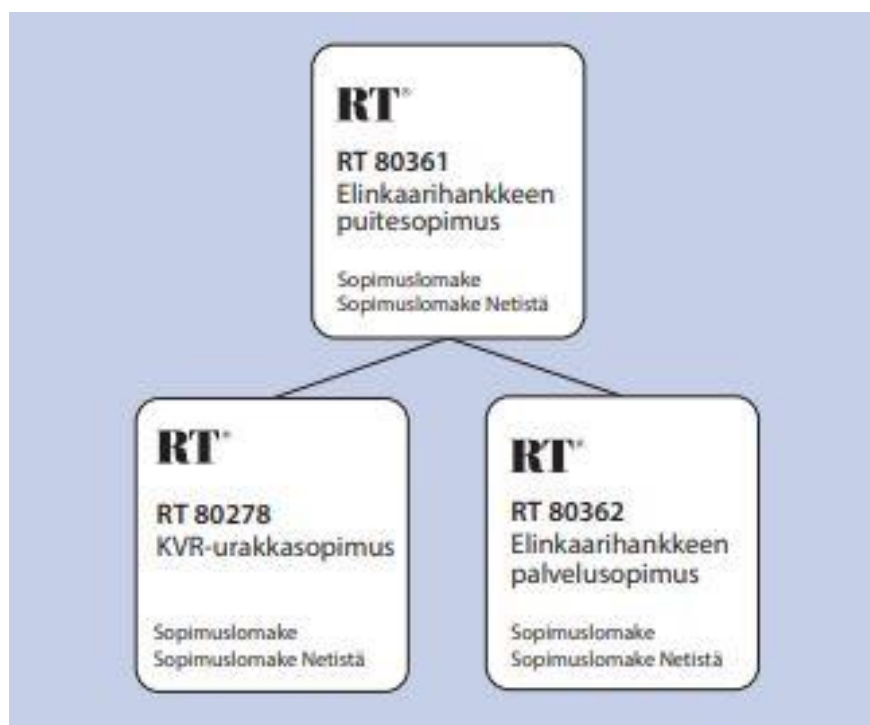 RT®
RT 80361
Elinkaarihankkeen
puitesopimus
Sopimuslomake
Sopimuslomake Netistä
RT®
RT 80278
KVR-urakkasopimus
Sopimuslomake
Sopimuslomake Netistä
RT®
RT 80362
Elinkaarihankkeen
palvelusopimus
Sopimuslomake
Sopimuslomake Netistä